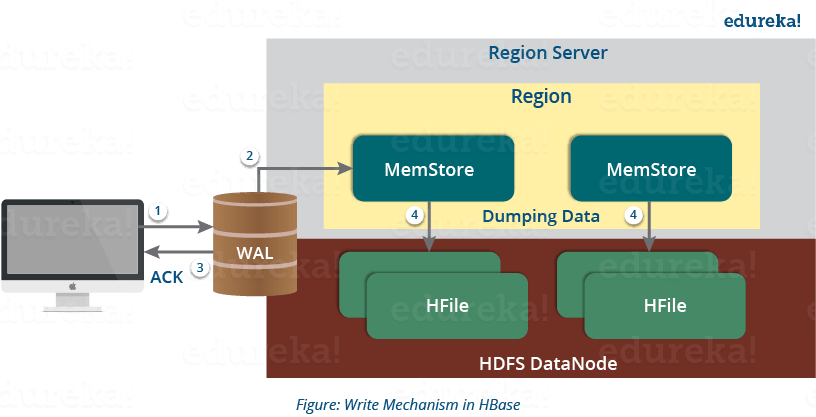 edureka!
Region Server
Region
2
MemStore
MemStore
1
4
Dumping Data
4
WAL
3
ACK
HFile
HFile
HDFS DataNode
Figure: Write Mechanism in HBase